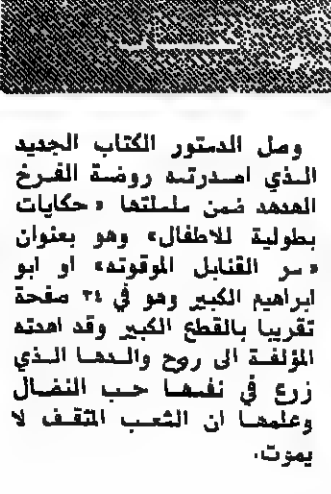 وصل الدستور الكتاب الجديد
الذي اصدرته روضة الفرخ
الهدهد ضمن سلسلتها « حكايات
بطولية للاطفال» وهو بعنوان
« سر القنابل الموقوته» او ابو
ابراهيم الكبير وهو في ٢٤ صفحة
تقريبا بالقطع الكبير وقد اهدته
المؤلفة الى روح والدها الذي
زرع في نفسها حب النضال
وعلمها ان الشعب المثقف لا
يموت.